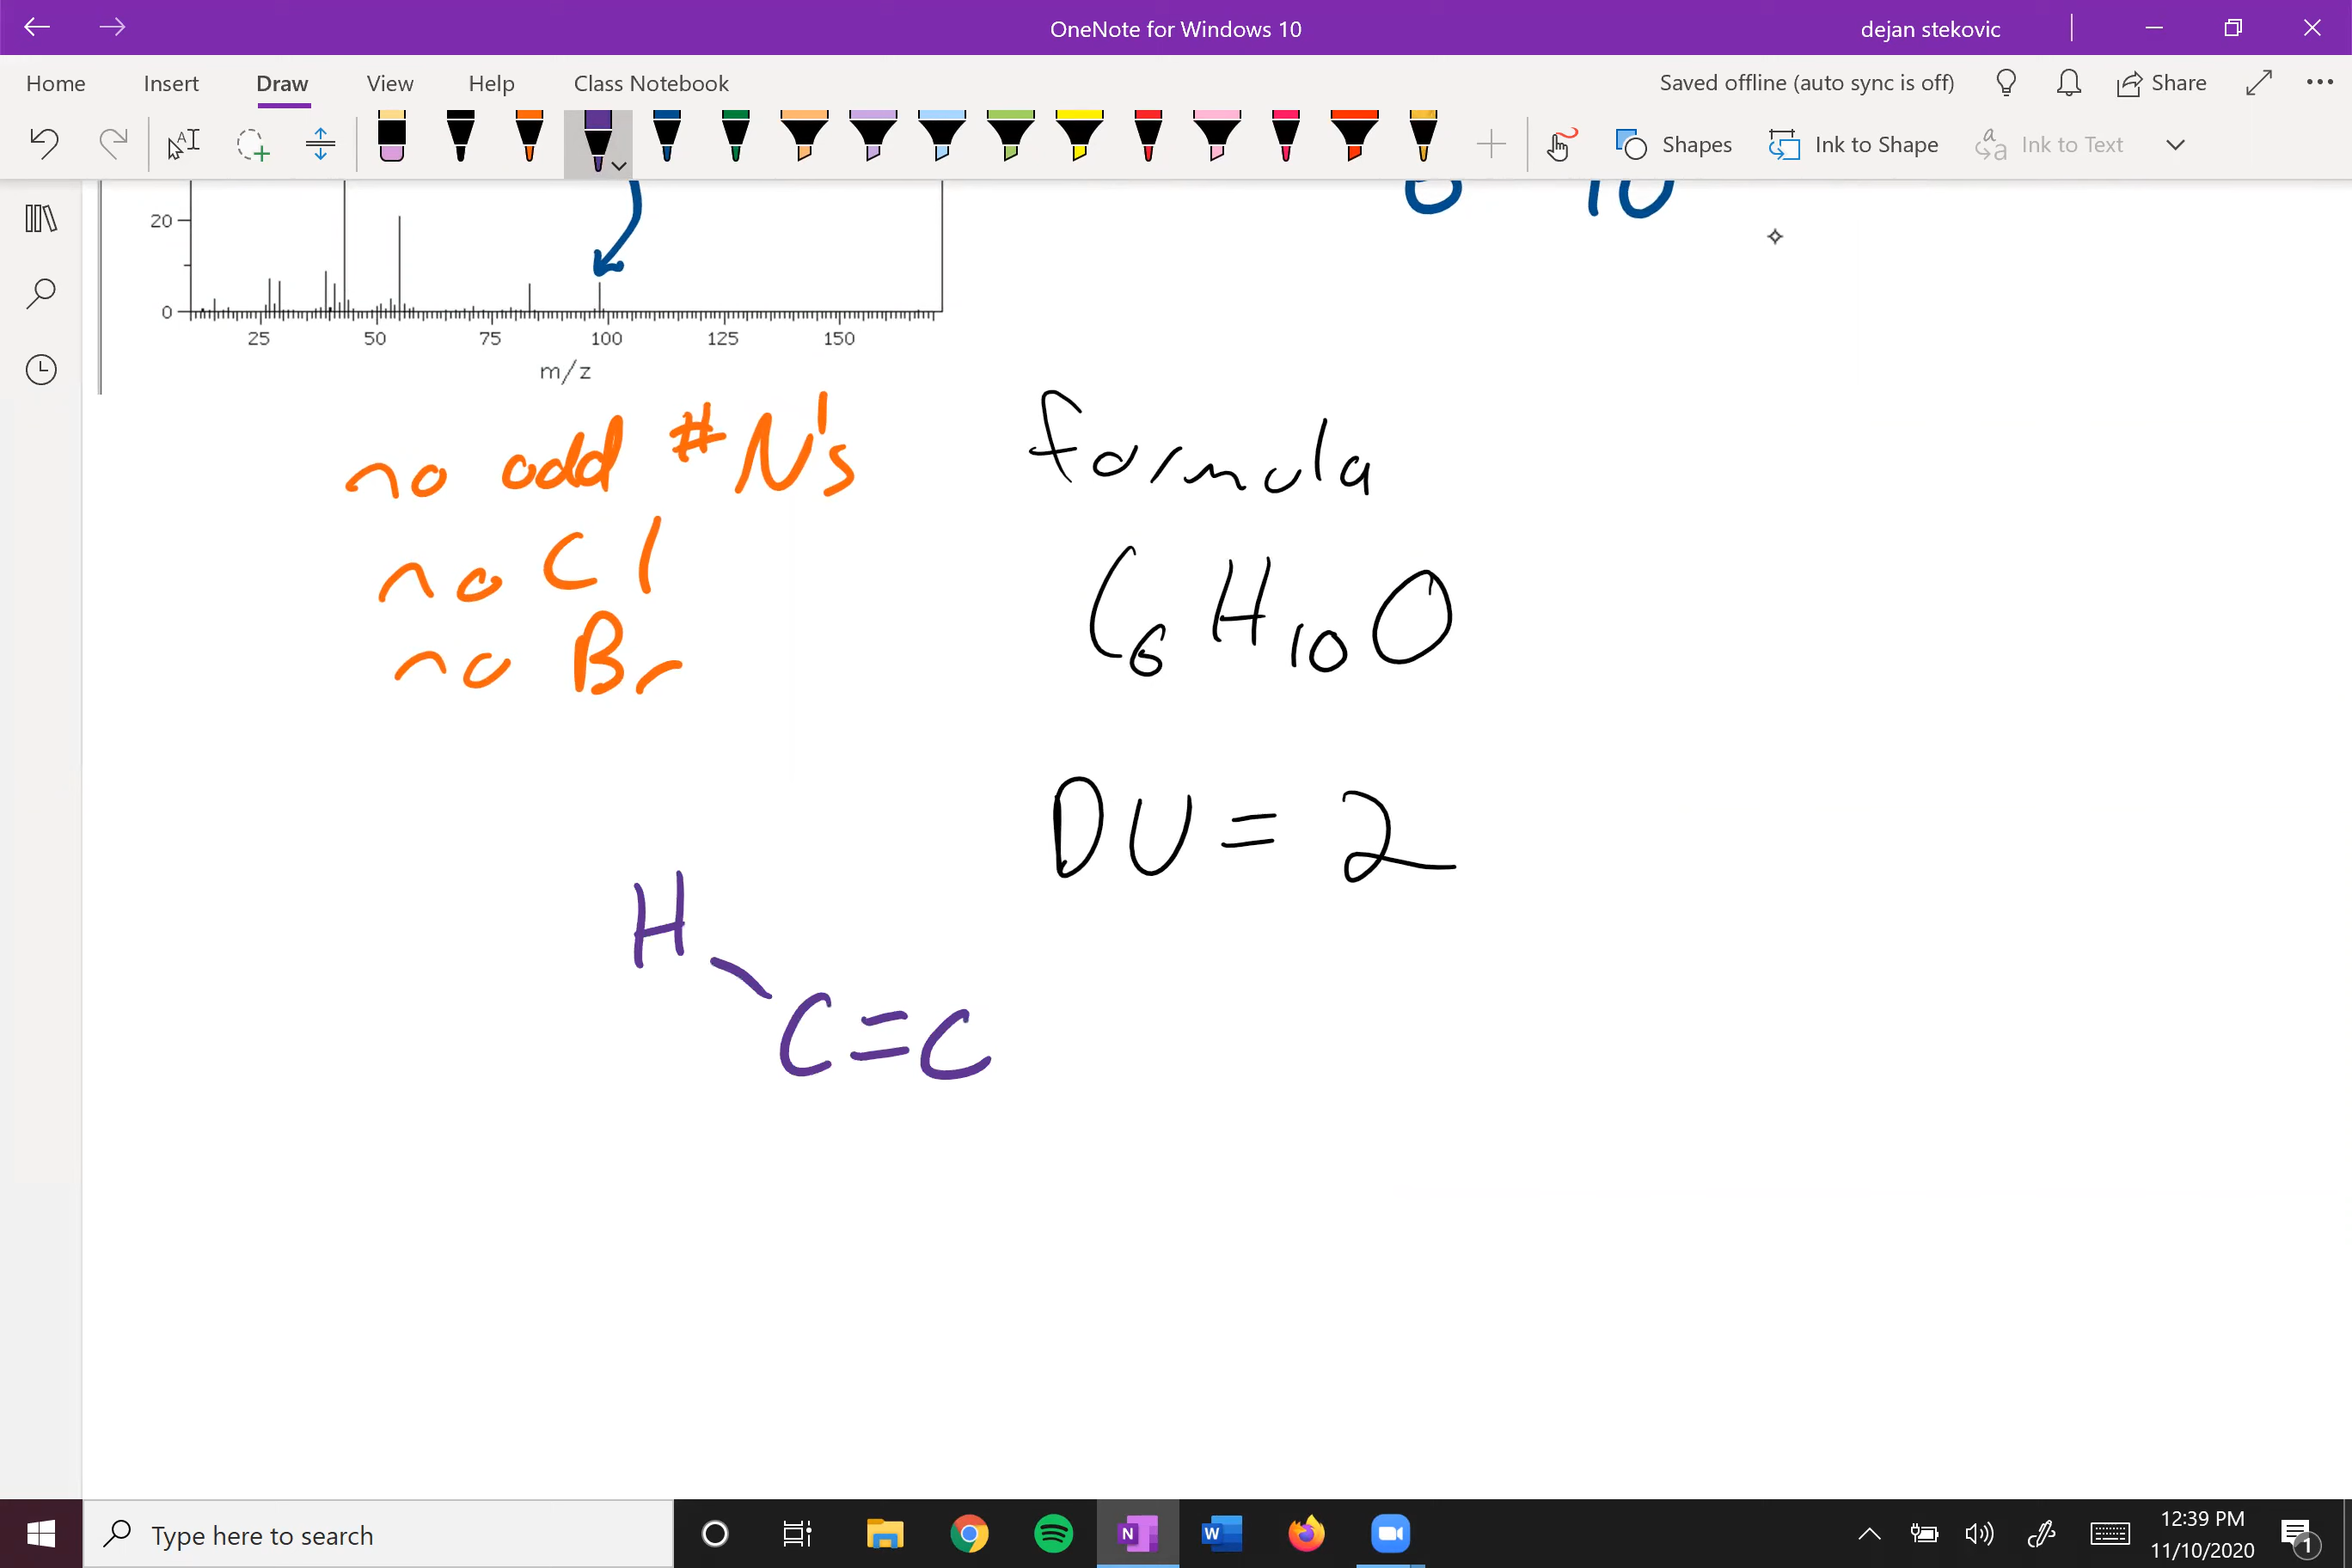 OneNote for Windows 10
dejan stekovic
Home Insert Draw View Help Class Notebook
Saved offline (auto sync is off) Share
Shapes Ink to Shape Ink to Text
20
0
25 50 75 100 125 150
m/z
no odd # N's
no Cl
no Br
formula
C6H10O
DU = 2
H
C=C
Type here to search
12:39 PM
11/10/2020
1